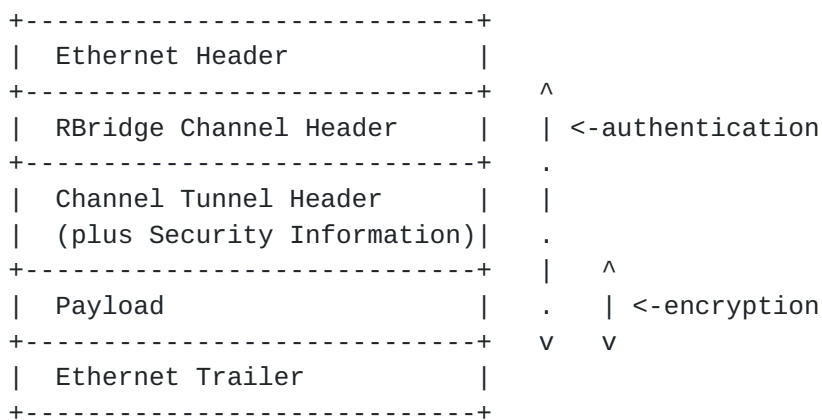 +-----------------------------+
|  Ethernet Header            |
+-----------------------------+   ^
|  RBridge Channel Header     |   | <-authentication
+-----------------------------+   .
|  Channel Tunnel Header      |   |
|  (plus Security Information)|   .
+-----------------------------+   |   ^
|  Payload                    |   .   | <-encryption
+-----------------------------+   v   v
|  Ethernet Trailer           |
+-----------------------------+